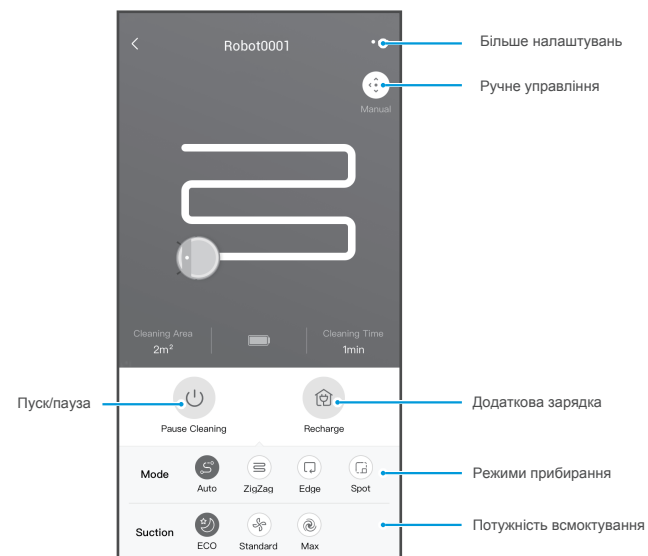 Robot0001
Більше налаштувань
Ручне управління
Manual
Cleaning Area
2m²
Cleaning Time
1min
Пуск/пауза
Pause Cleaning
Recharge
Додаткова зарядка
Mode
Auto
ZigZag
Edge
Spot
Режими прибирання
Suction
ECO
Standard
Max
Потужність всмоктування